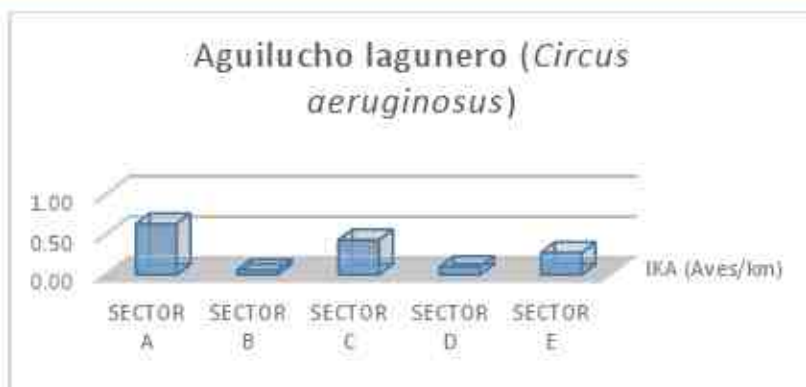 Aguilucho lagunero (Circus
aeruginosus)
1.00
0.50
0.00
IKA (Aves/km)
SECTOR SECTOR SECTOR SECTOR SECTOR
A B C D E